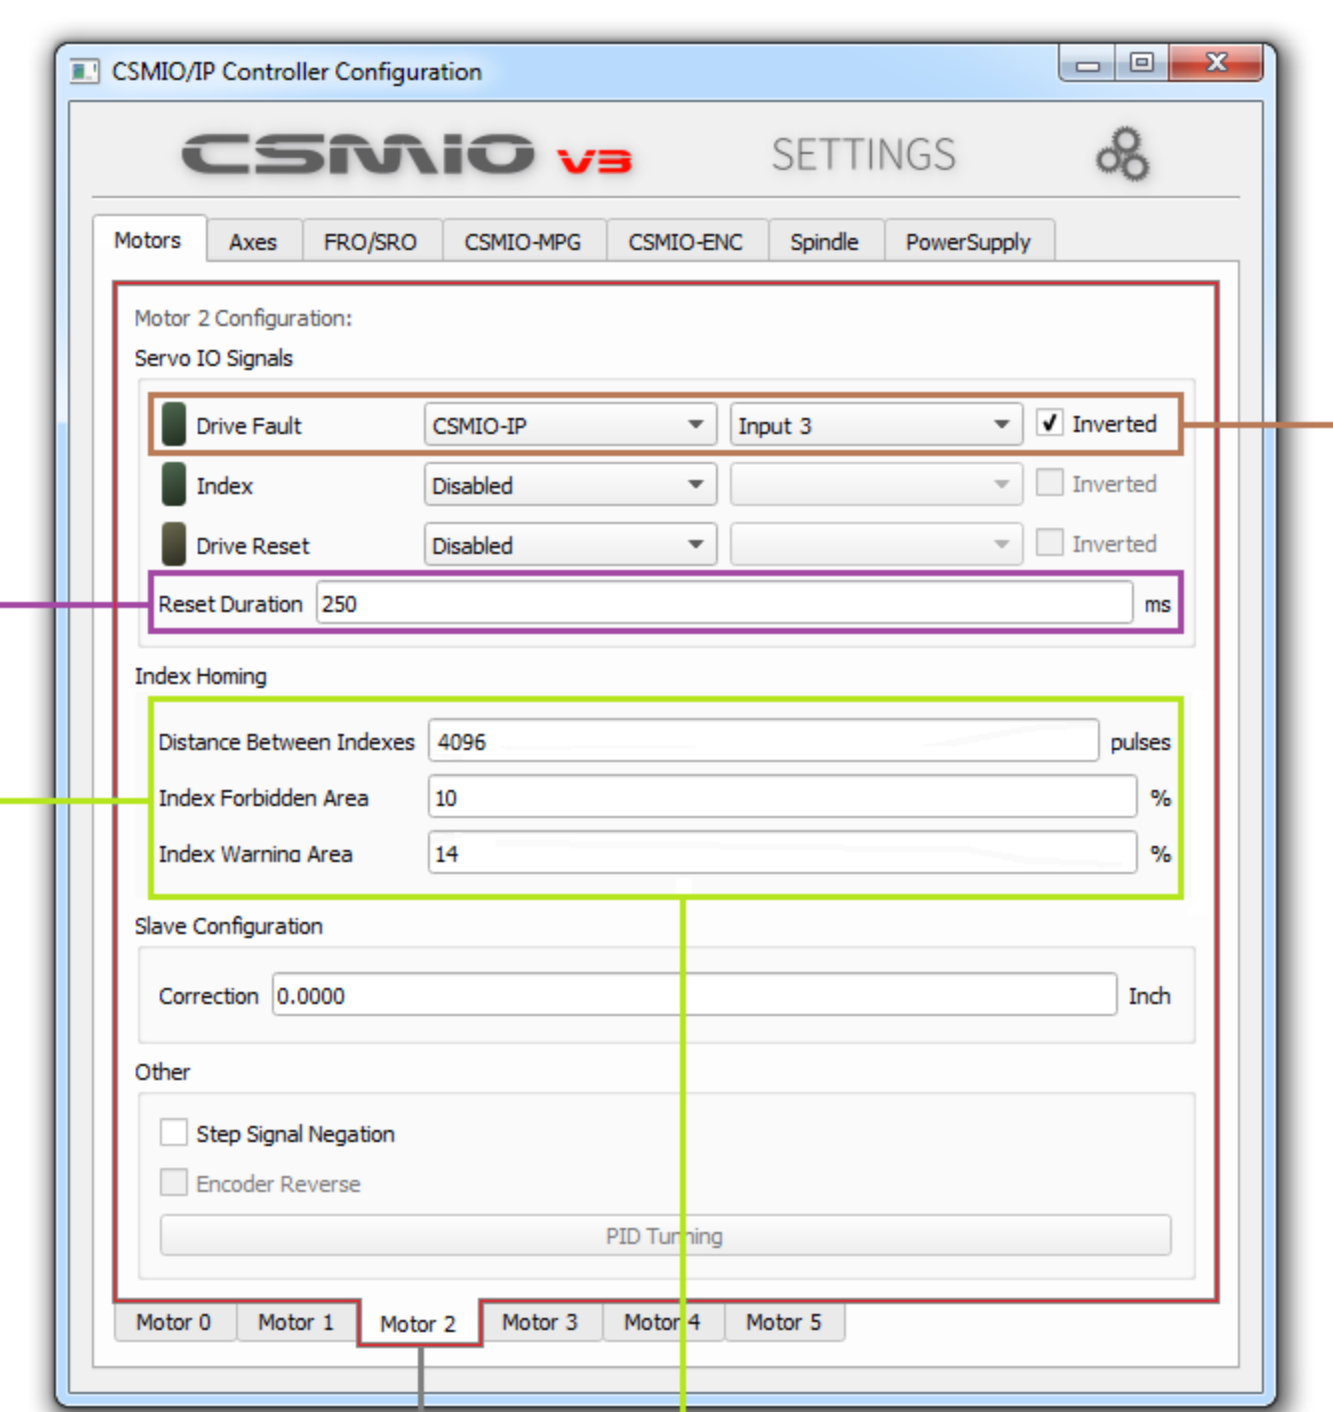 CSMIO/IP Controller Configuration
CSMIO V3 SETTINGS
Motors Axes FRO/SRO CSMIO-MPG CSMIO-ENC Spindle PowerSupply
Motor 2 Configuration:
Servo IO Signals
Drive Fault CSMIO-IP Input 3 Inverted
Index Disabled Inverted
Drive Reset Disabled Inverted
Reset Duration 250 ms
Index Homing
Distance Between Indexes 4096 pulses
Index Forbidden Area 10 %
Index Warning Area 14 %
Slave Configuration
Correction 0.0000 Inch
Other
Step Signal Negation
Encoder Reverse
PID Tunning
Motor 0 Motor 1 Motor 2 Motor 3 Motor 4 Motor 5